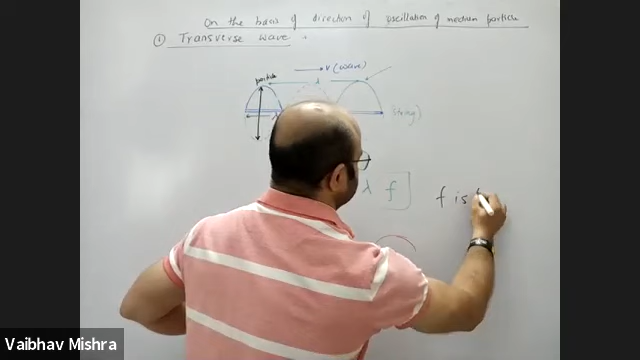 On the basis of direction of oscillation of medium particle
① Transverse wave
particle
v (wave)
λ
λ
(string)
λ f
f is
Vaibhav Mishra